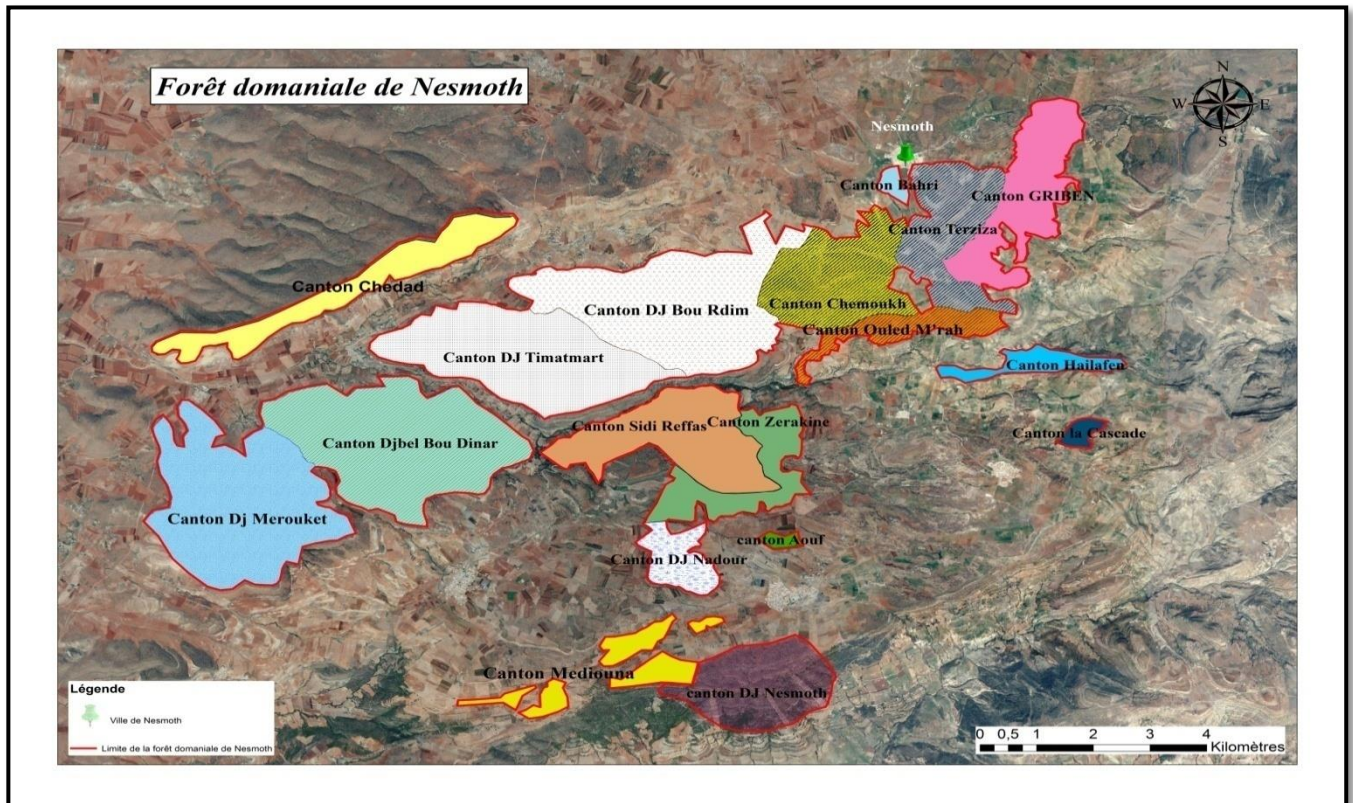 Forêt domaniale de Nesmoth
N
W E
S
Nesmoth
Canton Bahri
Canton GRIBEN
Canton Terziza
Canton Chedad
Canton DJ Bou Rdim
Canton Chemoukh
Canton Ouled M'rah
Canton DJ Timatmart
Canton Hailafen
Canton Sidi Reffas
Canton Zerakine
Canton la Cascade
Canton Djbel Bou Dinar
Canton Dj Merouket
canton Aouf
Canton DJ Nadour
Canton Mediouna
canton DJ Nesmoth
Légende
Ville de Nesmoth
Limite de la forêt domaniale de Nesmoth
0 0,5 1 2 3 4
Kilomètres